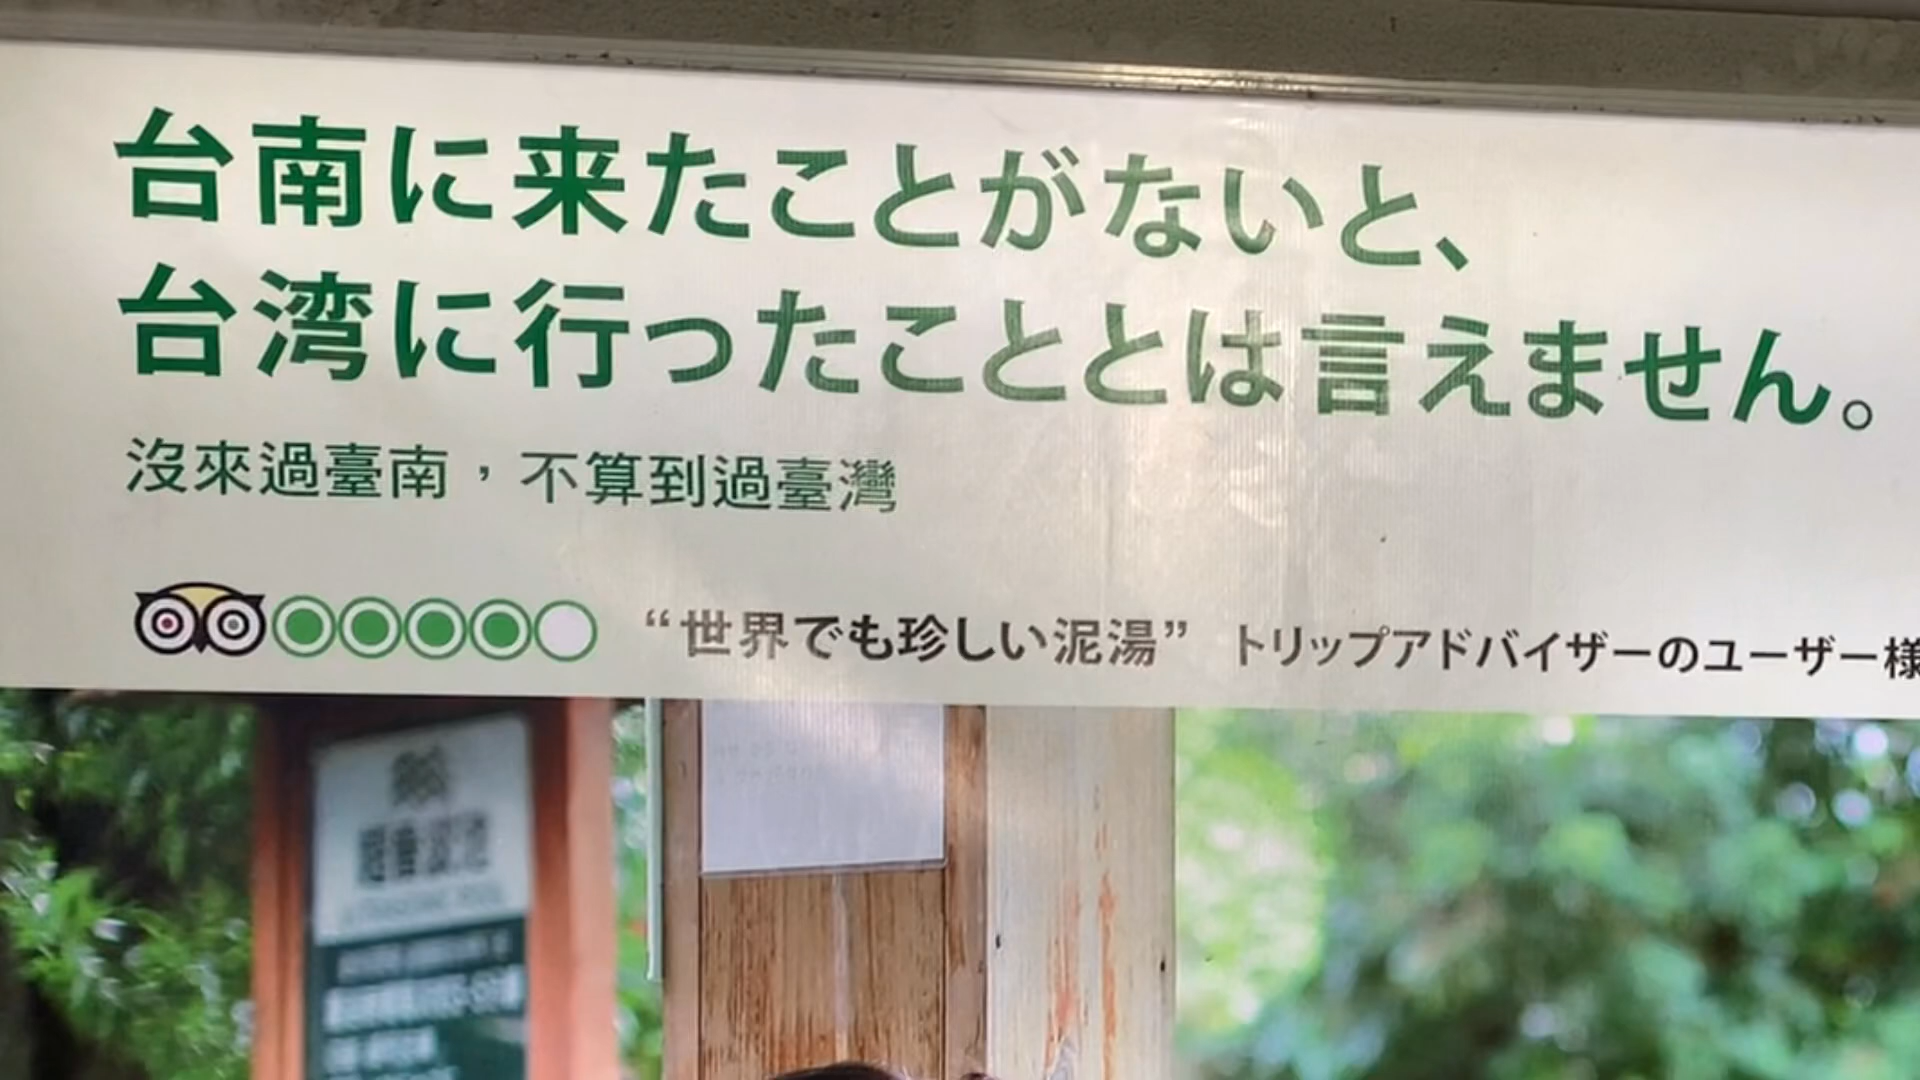 台南に来たことがないと、
台湾に行ったこととは言えません。
沒來過臺南，不算到過臺灣
“世界でも珍しい泥湯” トリップアドバイザーのユーザー様